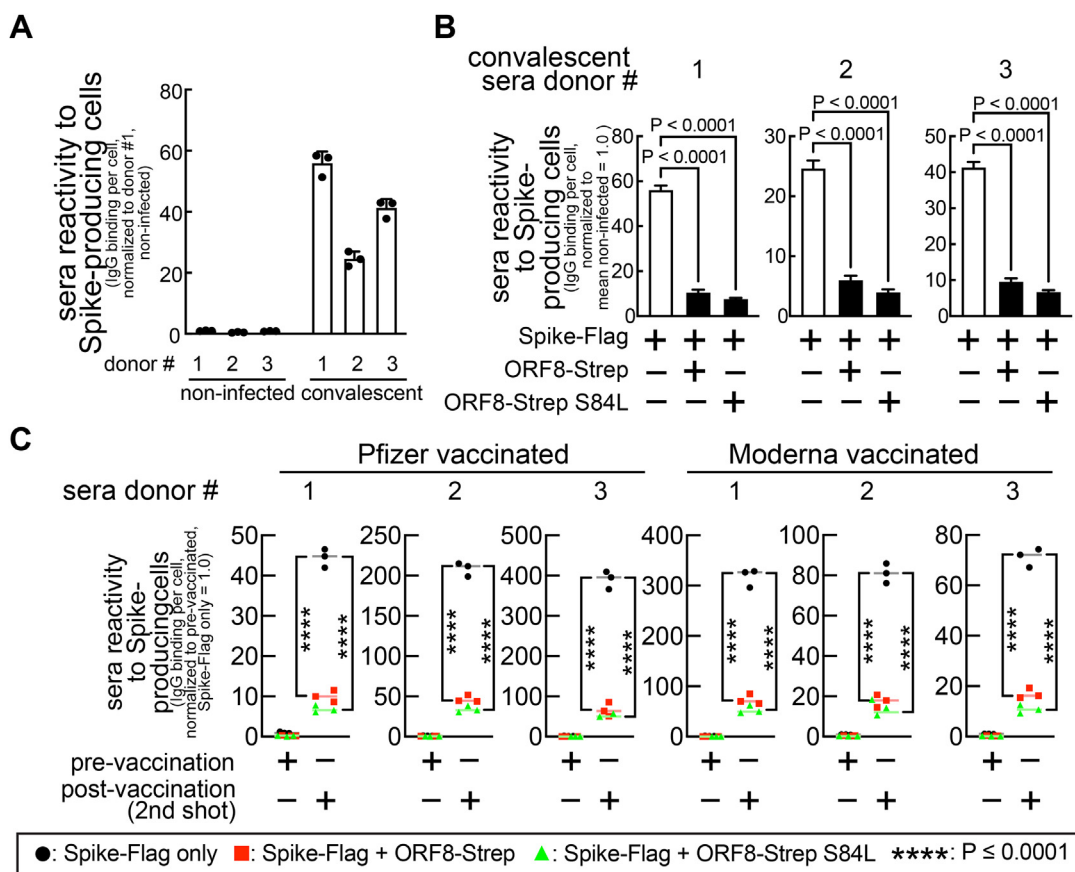 A
sera reactivity to
Spike-producing cells
(IgG binding per cell,
normalized to donor #1,
non-infected)
80
60
40
20
0
donor # 1 2 3 1 2 3
non-infected convalescent
B
convalescent
sera donor # 1 2 3
sera reactivity
to Spike-
producing cells
(IgG binding per cell,
normalized to
mean non-infected = 1.0.)
P < 0.0001
P < 0.0001
80
60
40
20
0
P < 0.0001
P < 0.0001
30
20
10
0
P < 0.0001
P < 0.0001
50
40
30
20
10
0
Spike-Flag + + + + + + + + +
ORF8-Strep − + − − + − − + −
ORF8-Strep S84L − − + − − + − − +
C
Pfizer vaccinated Moderna vaccinated
sera donor # 1 2 3 1 2 3
sera reactivity
to Spike-
producingcells
(IgG binding per cell,
normalized to pre-vaccinated,
Spike-Flag only = 1.0)
50
40
30
20
10
0
**** ****
250
200
150
100
50
0
**** ****
500
400
300
200
100
0
**** ****
400
300
200
100
0
**** ****
100
80
60
40
20
0
**** ****
80
60
40
20
0
**** ****
pre-vaccination + − + − + − + − + − + −
post-vaccination − + − + − + − + − + − +
(2nd shot)
●: Spike-Flag only ■: Spike-Flag + ORF8-Strep ▲: Spike-Flag + ORF8-Strep S84L ****: P ≤ 0.0001